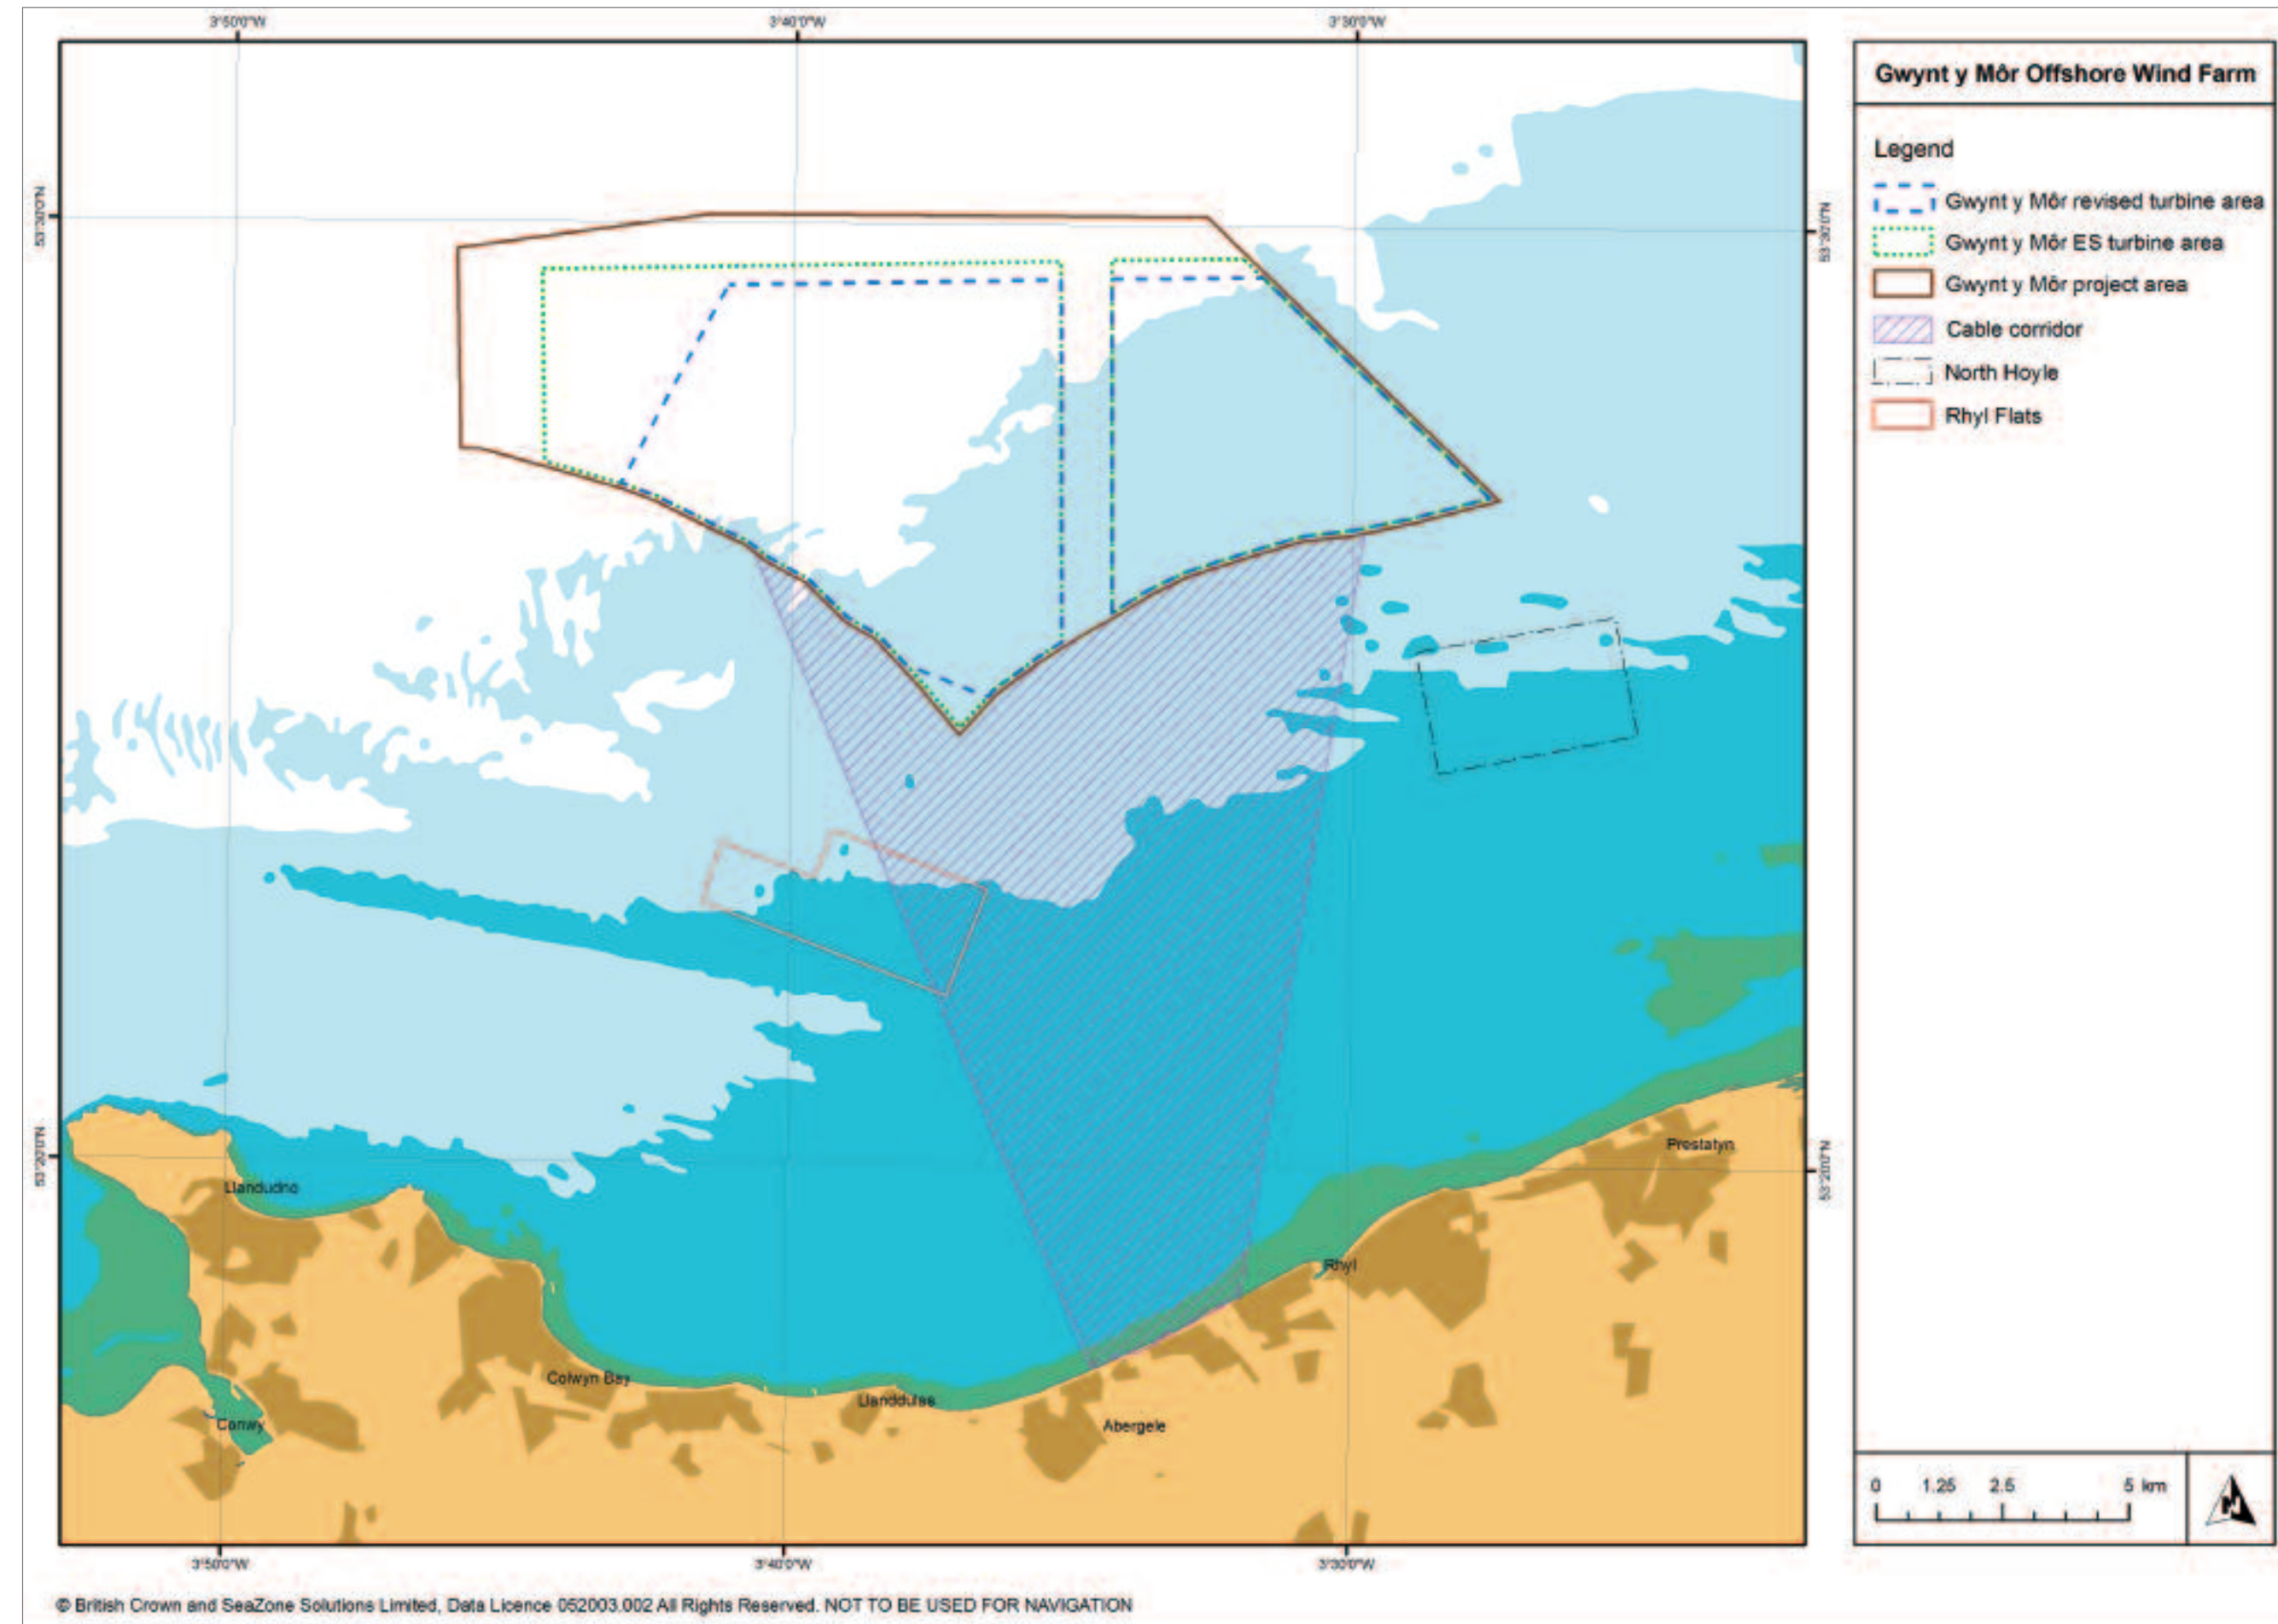 3°50'0"W 3°40'0"W 3°30'0"W
Gwynt y Môr Offshore Wind Farm
Legend
Gwynt y Môr revised turbine area
Gwynt y Môr ES turbine area
Gwynt y Môr project area
Cable corridor
North Hoyle
Rhyl Flats
53°30'0"N
53°30'0"N
53°20'0"N
53°20'0"N
Prestatyn
Llandudno
Rhyl
Colwyn Bay
Llanddulas
Conwy
Abergele
0 1.25 2.5 5 km
N
3°50'0"W 3°40'0"W 3°30'0"W
© British Crown and SeaZone Solutions Limited, Data Licence 052003.002 All Rights Reserved. NOT TO BE USED FOR NAVIGATION